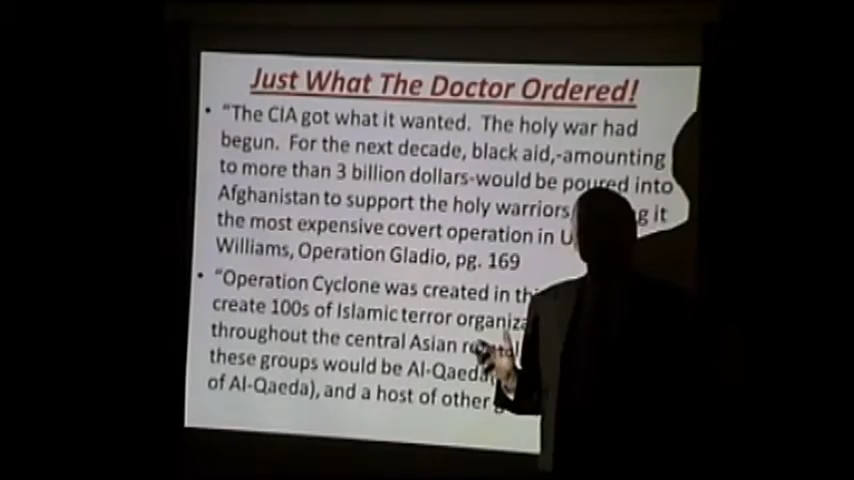 Just What The Doctor Ordered!
• "The CIA got what it wanted. The holy war had
begun. For the next decade, black aid,-amounting
to more than 3 billion dollars-would be poured into
Afghanistan to support the holy warriors it
the most expensive covert operation in
Williams, Operation Gladio, pg. 169
• "Operation Cyclone was created in
create 100s of Islamic terror
throughout the central Asian
these groups would be Al-Qaeda
of Al-Qaeda), and a host of other